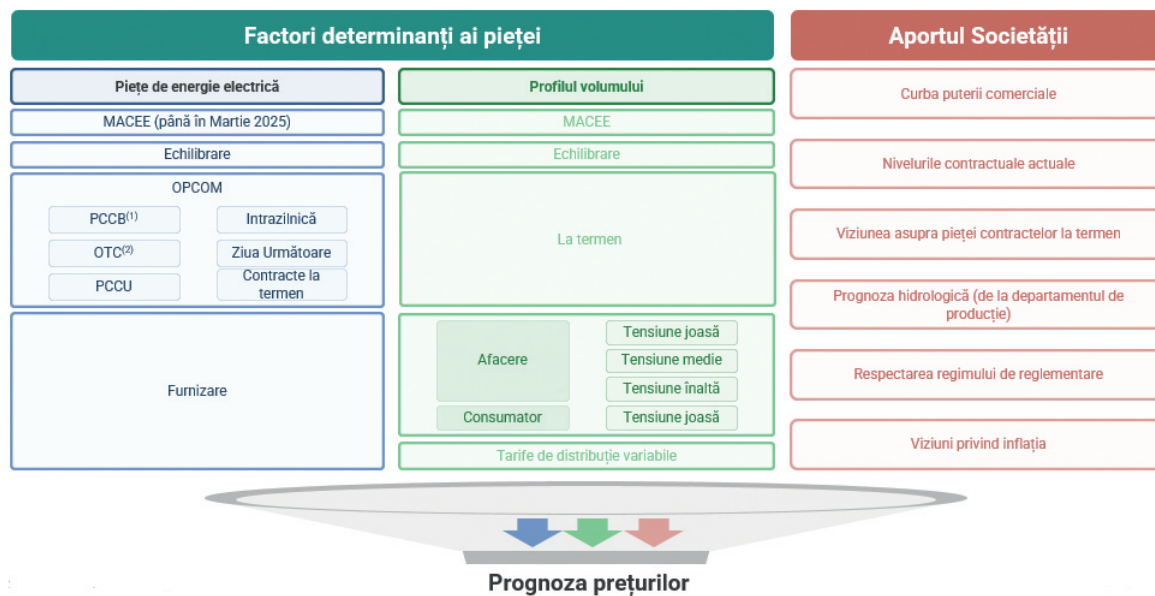 Factori determinanți ai pieței
Aportul Societății
Piețe de energie electrică
MACEE (până în Martie 2025)
Echilibrare
OPCOM
PCCB(1)
Intrazilnică
OTC(2)
Ziua Următoare
PCCU
Contracte la
termen
Furnizare
Profilul volumului
MACEE
Echilibrare
La termen
Afacere
Tensiune joasă
Tensiune medie
Tensiune înaltă
Consumator
Tensiune joasă
Tarife de distribuție variabile
Curba puterii comerciale
Nivelurile contractuale actuale
Viziunea asupra pieței contractelor la termen
Prognoza hidrologică (de la departamentul de
producție)
Respectarea regimului de reglementare
Viziuni privind inflația
Prognoza prețurilor